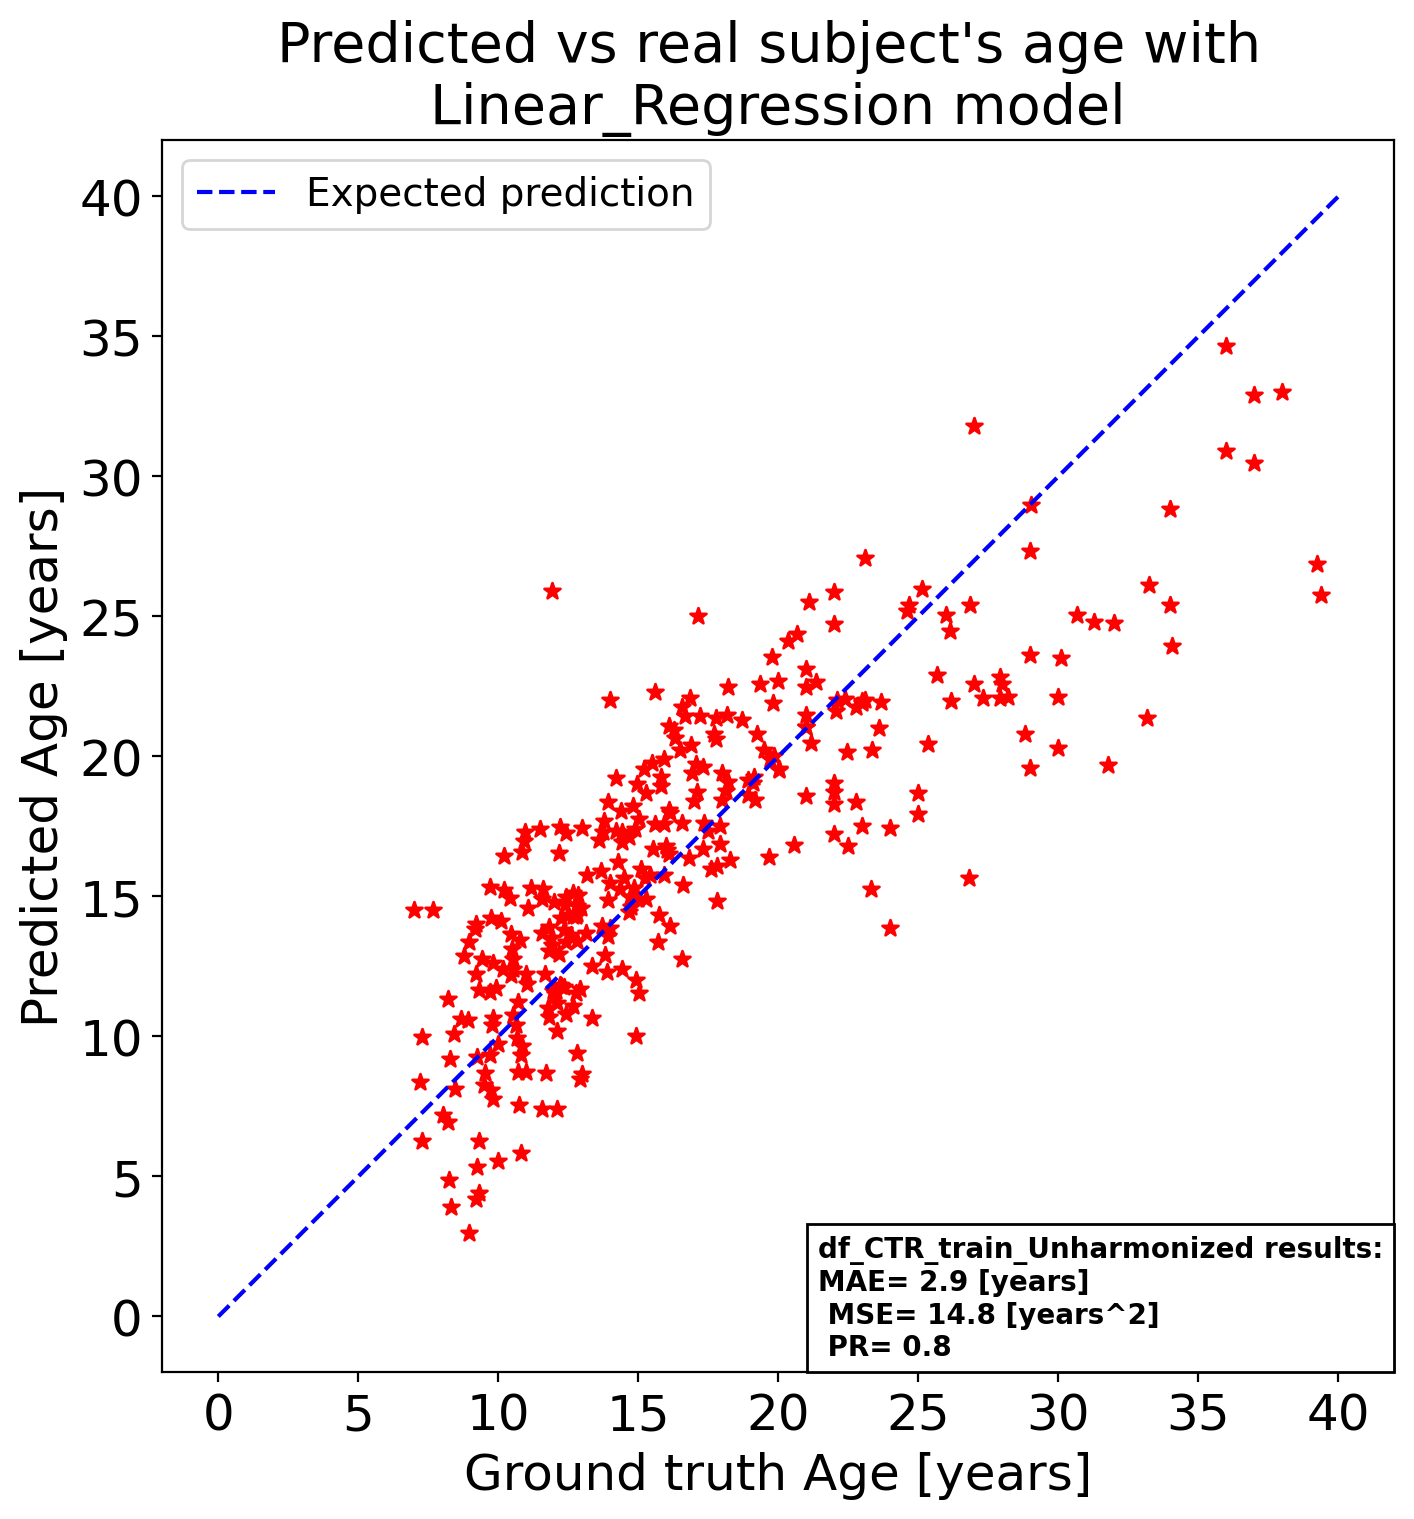 Predicted vs real subject's age with
Linear_Regression model
Expected prediction
Predicted Age [years]
40
35
30
25
20
15
10
5
0
df_CTR_train_Unharmonized results:
MAE= 2.9 [years]
MSE= 14.8 [years^2]
PR= 0.8
0 5 10 15 20 25 30 35 40
Ground truth Age [years]